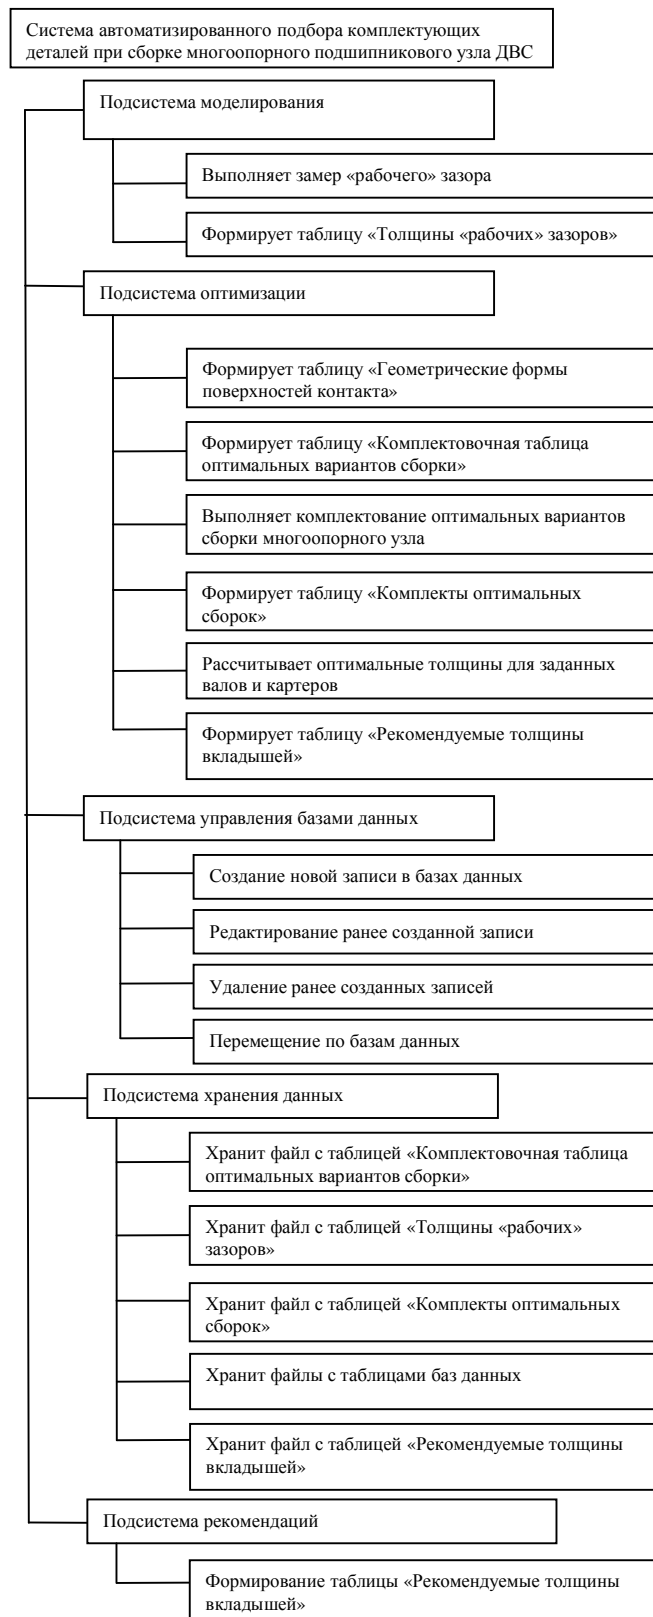 Система автоматизированного подбора комплектующих
деталей при сборке многоопорного подшипникового узла ДВС
Подсистема моделирования
Выполняет замер «рабочего» зазора
Формирует таблицу «Толщины «рабочих» зазоров»
Подсистема оптимизации
Формирует таблицу «Геометрические формы
поверхностей контакта»
Формирует таблицу «Комплектовочная таблица
оптимальных вариантов сборки»
Выполняет комплектование оптимальных вариантов
сборки многоопорного узла
Формирует таблицу «Комплекты оптимальных
сборок»
Рассчитывает оптимальные толщины для заданных
валов и картеров
Формирует таблицу «Рекомендуемые толщины
вкладышей»
Подсистема управления базами данных
Создание новой записи в базах данных
Редактирование ранее созданной записи
Удаление ранее созданных записей
Перемещение по базам данных
Подсистема хранения данных
Хранит файл с таблицей «Комплектовочная таблица
оптимальных вариантов сборки»
Хранит файл с таблицей «Толщины «рабочих»
зазоров»
Хранит файл с таблицей «Комплекты оптимальных
сборок»
Хранит файлы с таблицами баз данных
Хранит файл с таблицей «Рекомендуемые толщины
вкладышей»
Подсистема рекомендаций
Формирование таблицы «Рекомендуемые толщины
вкладышей»